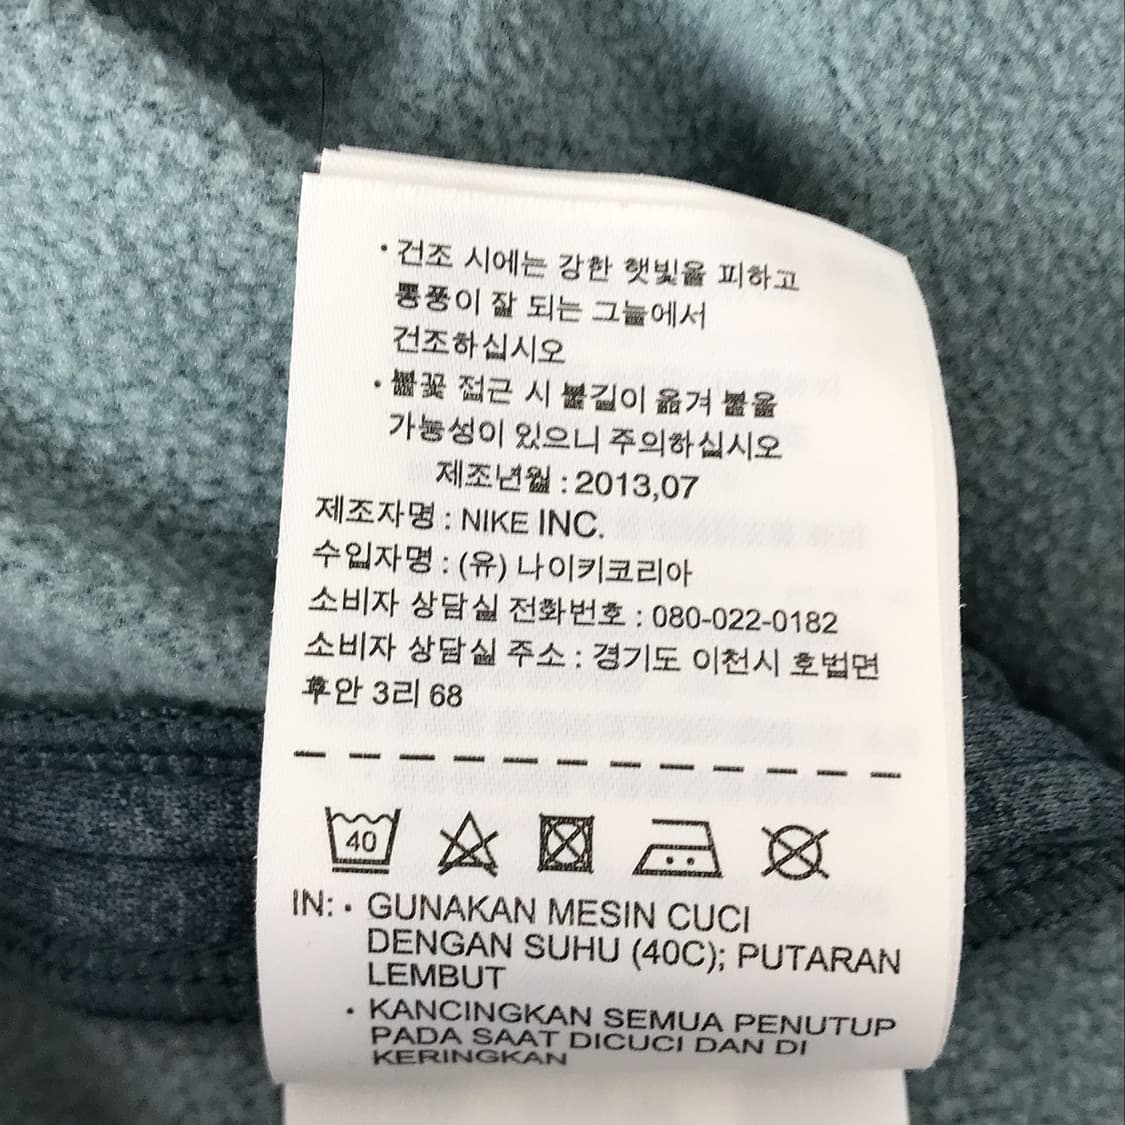 · 건조 시에는 강한 햇빛을 피하고
통풍이 잘 되는 그늘에서
건조하십시오
· 불꽃 접근 시 불길이 옮겨 붙을
가능성이 있으니 주의하십시오
제조년월 : 2013,07
제조자명 : NIKE INC.
수입자명 : (유) 나이키코리아
소비자 상담실 전화번호 : 080-022-0182
소비자 상담실 주소 : 경기도 이천시 호법면
후안 3리 68
40
IN: · GUNAKAN MESIN CUCI
DENGAN SUHU (40C); PUTARAN
LEMBUT
· KANCINGKAN SEMUA PENUTUP
PADA SAAT DICUCI DAN DI
KERINGKAN